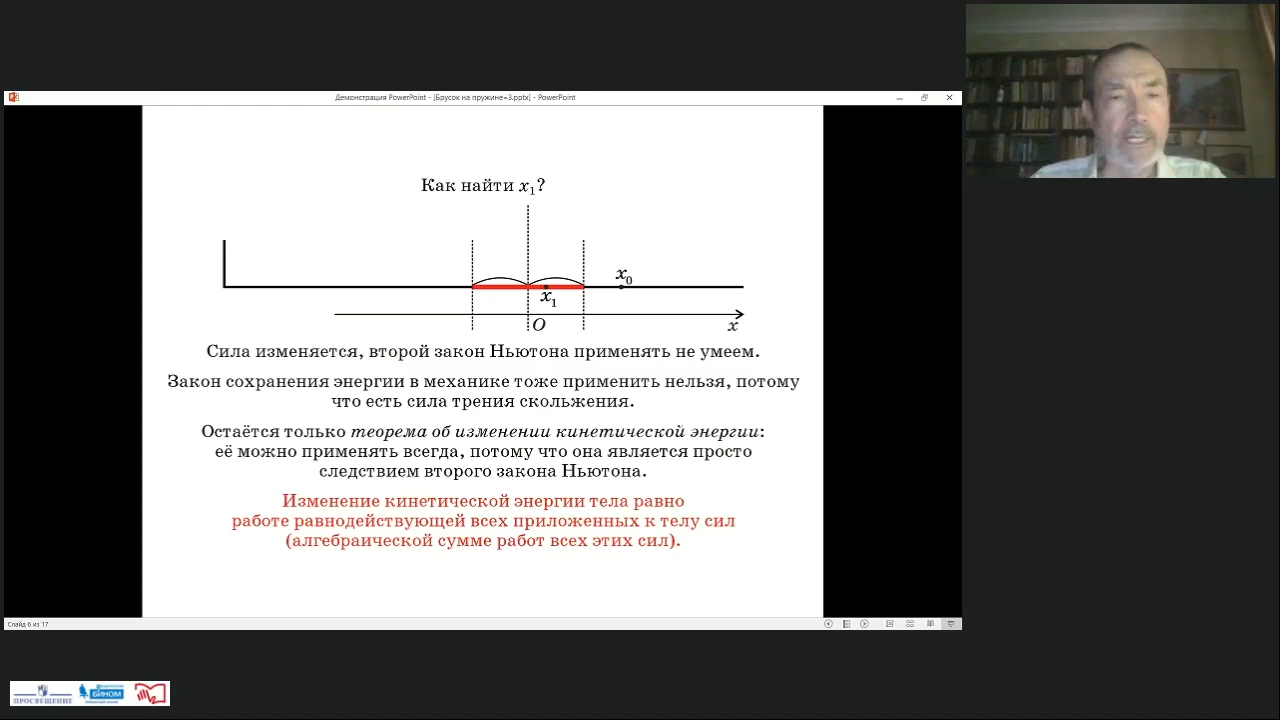 Демонстрация PowerPoint - [Брусок на пружине=3.pptx] - PowerPoint
Как найти x₁?
x₀
x₁
O
x
Сила изменяется, второй закон Ньютона применять не умеем.
Закон сохранения энергии в механике тоже применить нельзя, потому
что есть сила трения скольжения.
Остаётся только теорема об изменении кинетической энергии:
её можно применять всегда, потому что она является просто
следствием второго закона Ньютона.
Изменение кинетической энергии тела равно
работе равнодействующей всех приложенных к телу сил
(алгебраической сумме работ всех этих сил).
Слайд 6 из 17
ПРОСВЕЩЕНИЕ
БИНОМ